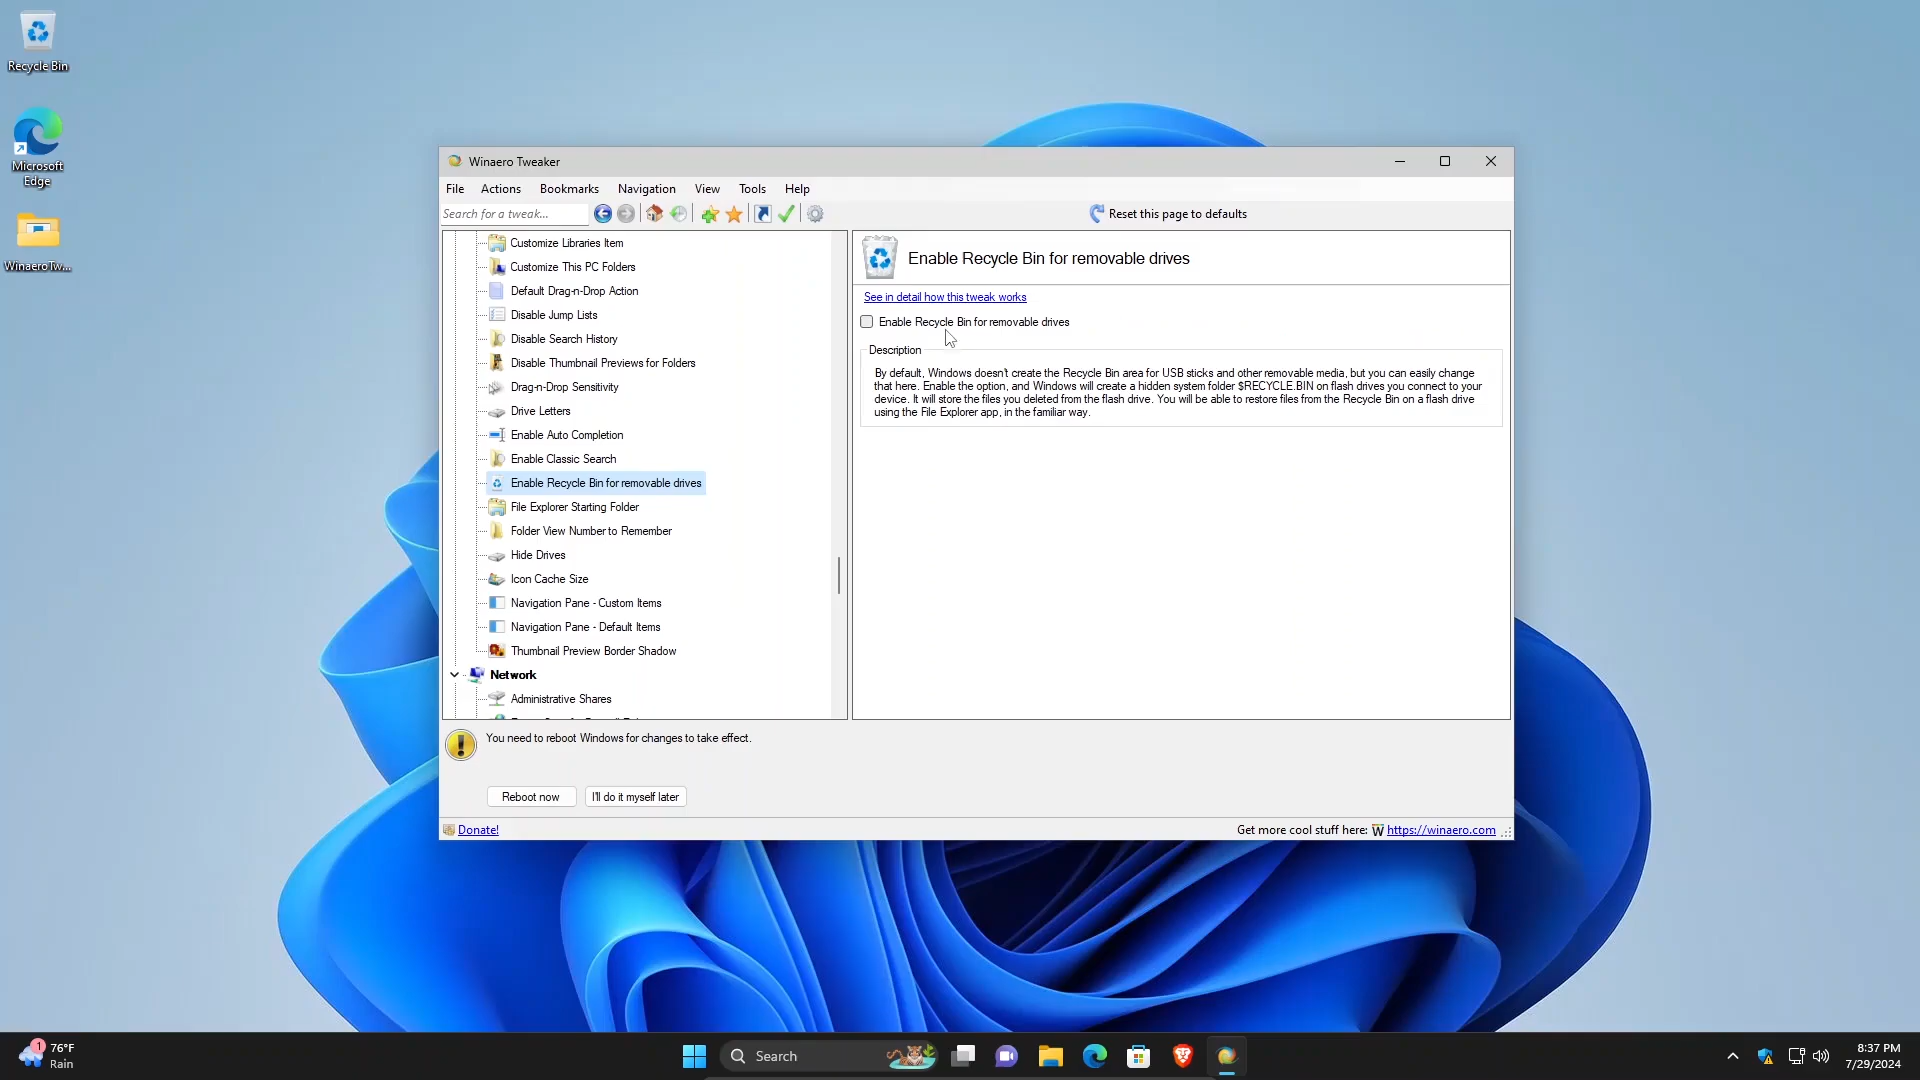 Recycle Bin
Microsoft
Edge
WinaeroTw...
Winaero Tweaker
File Actions Bookmarks Navigation View Tools Help
Search for a tweak...
Reset this page to defaults
Customize Libraries Item
Customize This PC Folders
Default Drag-n-Drop Action
Disable Jump Lists
Disable Search History
Disable Thumbnail Previews for Folders
Drag-n-Drop Sensitivity
Drive Letters
Enable Auto Completion
Enable Classic Search
Enable Recycle Bin for removable drives
File Explorer Starting Folder
Folder View Number to Remember
Hide Drives
Icon Cache Size
Navigation Pane - Custom Items
Navigation Pane - Default Items
Thumbnail Preview Border Shadow
Network
Administrative Shares
Enable Recycle Bin for removable drives
See in detail how this tweak works
Enable Recycle Bin for removable drives
Description
By default, Windows doesn't create the Recycle Bin area for USB sticks and other removable media, but you can easily change
that here. Enable the option, and Windows will create a hidden system folder $RECYCLE.BIN on flash drives you connect to your
device. It will store the files you deleted from the flash drive. You will be able to restore files from the Recycle Bin on a flash drive
using the File Explorer app, in the familiar way.
You need to reboot Windows for changes to take effect.
Reboot now
I'll do it myself later
Donate!
Get more cool stuff here: W https://winaero.com
1
76°F
Rain
Search
8:37 PM
7/29/2024